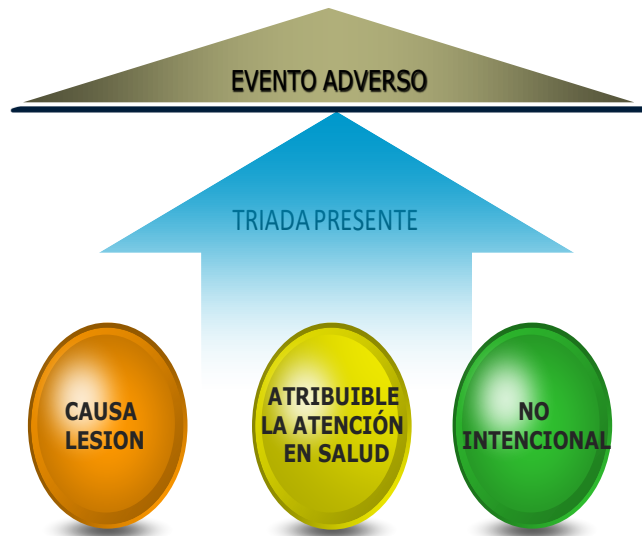 EVENTO ADVERSO
TRIADA PRESENTE
CAUSA
LESION
ATRIBUIBLE
LA ATENCIÓN
EN SALUD
NO
INTENCIONAL